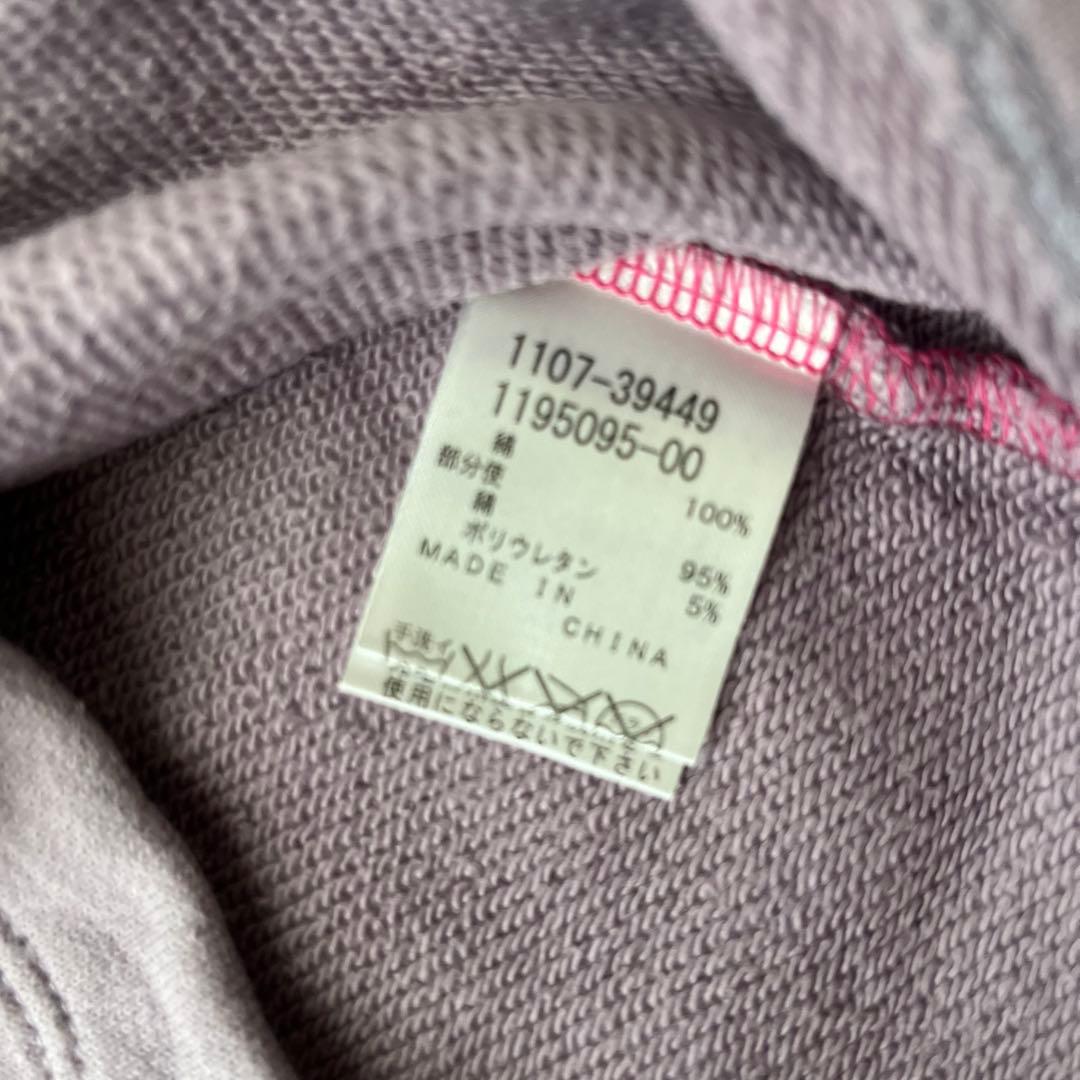 1107-39449
1195095-00
綿 100%
部分使
綿 95%
ポリウレタン 5%
MADE IN
CHINA
手洗イ
使用にならないで下さい